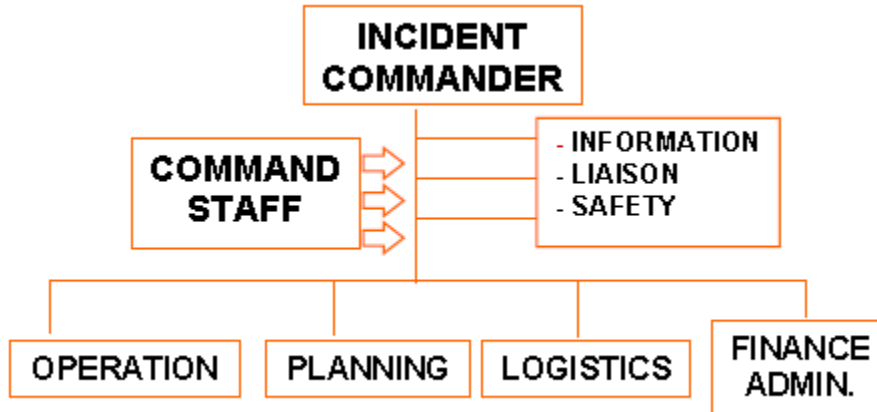 INCIDENT
COMMANDER
COMMAND
STAFF
- INFORMATION
- LIAISON
- SAFETY
OPERATION
PLANNING
LOGISTICS
FINANCE
ADMIN.